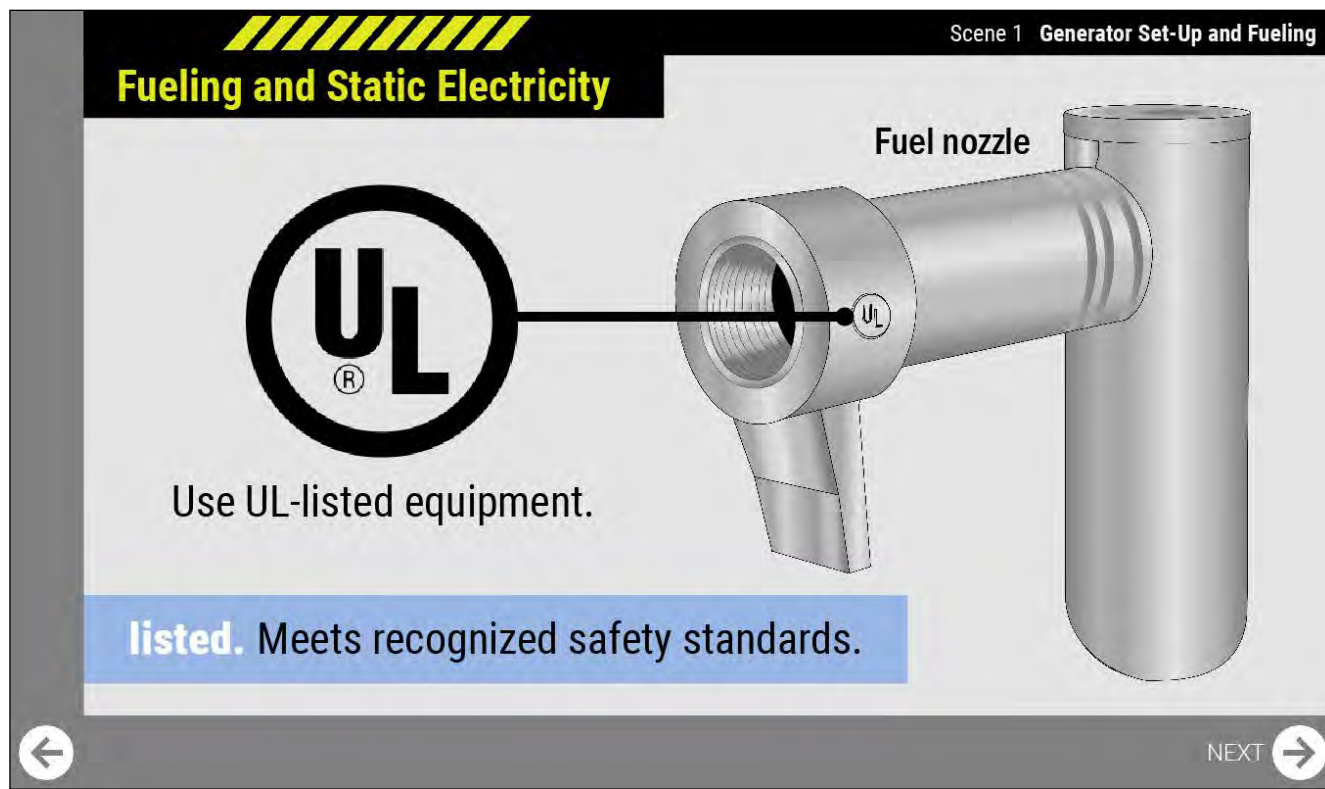 Scene 1 Generator Set-Up and Fueling
Fueling and Static Electricity
Fuel nozzle
UL
®
UL
Use UL-listed equipment.
listed. Meets recognized safety standards.
NEXT